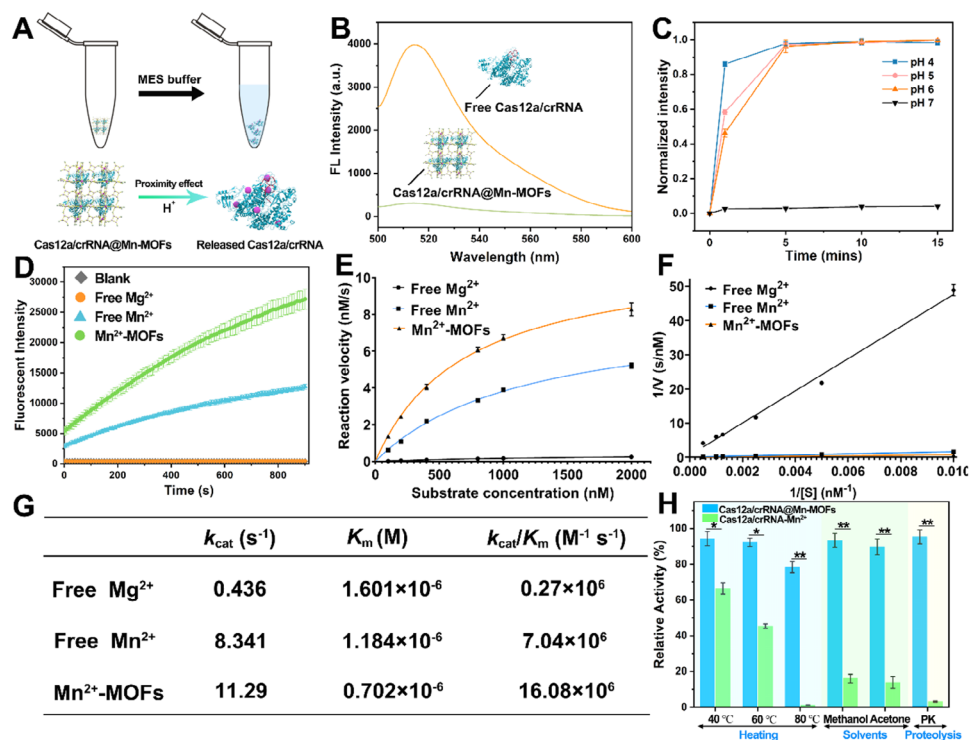 A
MES buffer
Proximity effect
H⁺
Cas12a/crRNA@Mn-MOFs
Released Cas12a/crRNA
B
FL Intensity (a.u.)
4000
3000
2000
1000
0
Free Cas12a/crRNA
Cas12a/crRNA@Mn-MOFs
500 520 540 560 580 600
Wavelength (nm)
C
Normalized intensity
1.0
0.8
0.6
0.4
0.2
0.0
pH 4
pH 5
pH 6
pH 7
0 5 10 15
Time (mins)
D
Fluorescent Intensity
30000
25000
20000
15000
10000
5000
0
Blank
Free Mg²⁺
Free Mn²⁺
Mn²⁺-MOFs
0 200 400 600 800
Time (s)
E
Reaction velocity (nM/s)
10
8
6
4
2
0
Free Mg²⁺
Free Mn²⁺
Mn²⁺-MOFs
0 500 1000 1500 2000
Substrate concentration (nM)
F
1/V (s/nM)
50
40
30
20
10
0
Free Mg²⁺
Free Mn²⁺
Mn²⁺-MOFs
0.000 0.002 0.004 0.006 0.008 0.010
1/[S] (nM⁻¹)
G
kcat (s⁻¹) Km (M) kcat/Km (M⁻¹ s⁻¹)
Free Mg²⁺ 0.436 1.601×10⁻⁶ 0.27×10⁶
Free Mn²⁺ 8.341 1.184×10⁻⁶ 7.04×10⁶
Mn²⁺-MOFs 11.29 0.702×10⁻⁶ 16.08×10⁶
H
Relative Activity (%)
100
80
60
40
20
0
Cas12a/crRNA@Mn-MOFs
Cas12a/crRNA-Mn²⁺
* * ** ** ** **
40 ℃ 60 ℃ 80 ℃ Methanol Acetone PK
Heating Solvents Proteolysis